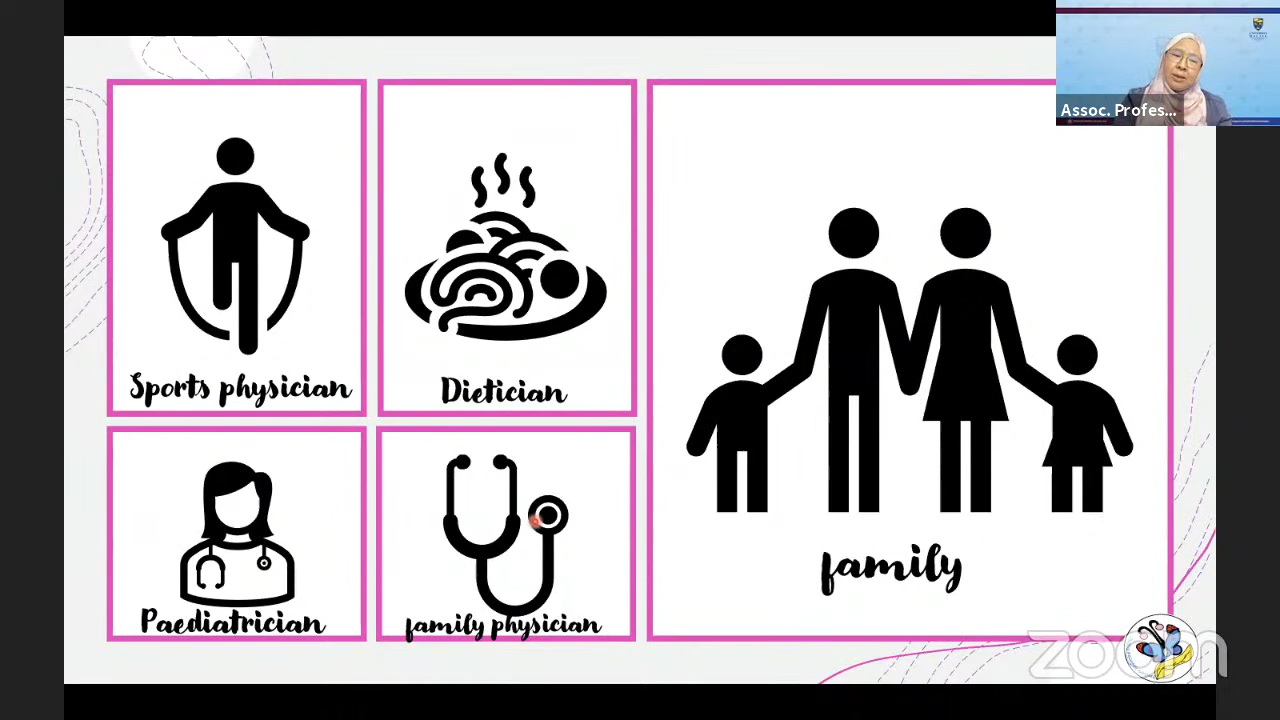 Assoc. Profes...
Sports physician
Dietician
family
Paediatrician
family physician
zoom